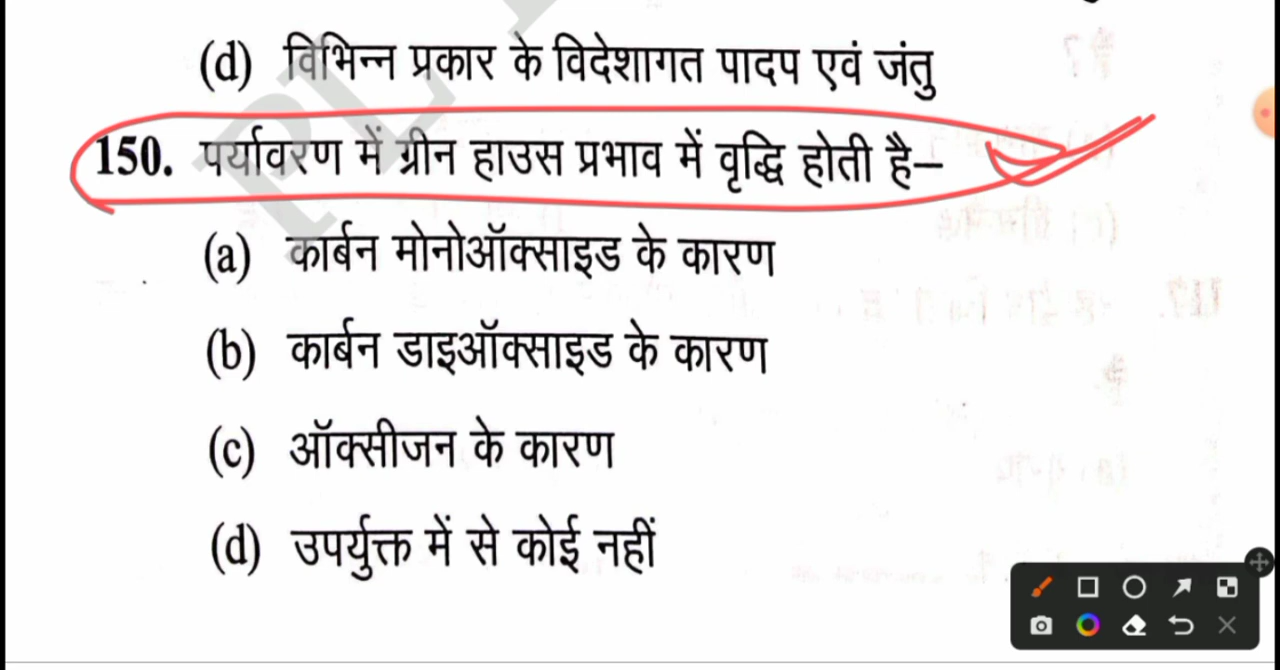 (d) विभिन्न प्रकार के विदेशागत पादप एवं जंतु
150. पर्यावरण में ग्रीन हाउस प्रभाव में वृद्धि होती है–
(a) कार्बन मोनोऑक्साइड के कारण
(b) कार्बन डाइऑक्साइड के कारण
(c) ऑक्सीजन के कारण
(d) उपर्युक्त में से कोई नहीं